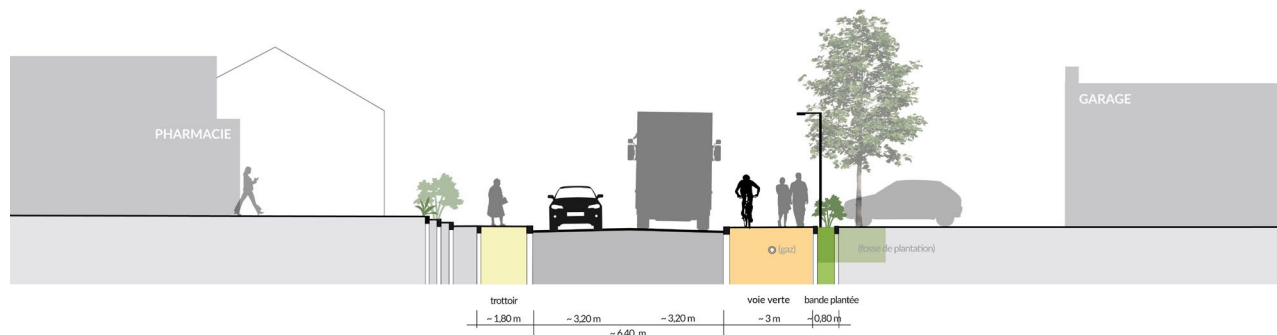 GARAGE
PHARMACIE
(gaz)
(fosse de plantation)
trottoir
voie verte
bande plantée
~ 1,80 m
~ 3,20 m
~ 3,20 m
~ 3 m
~ 0,80 m
~ 6,40 m